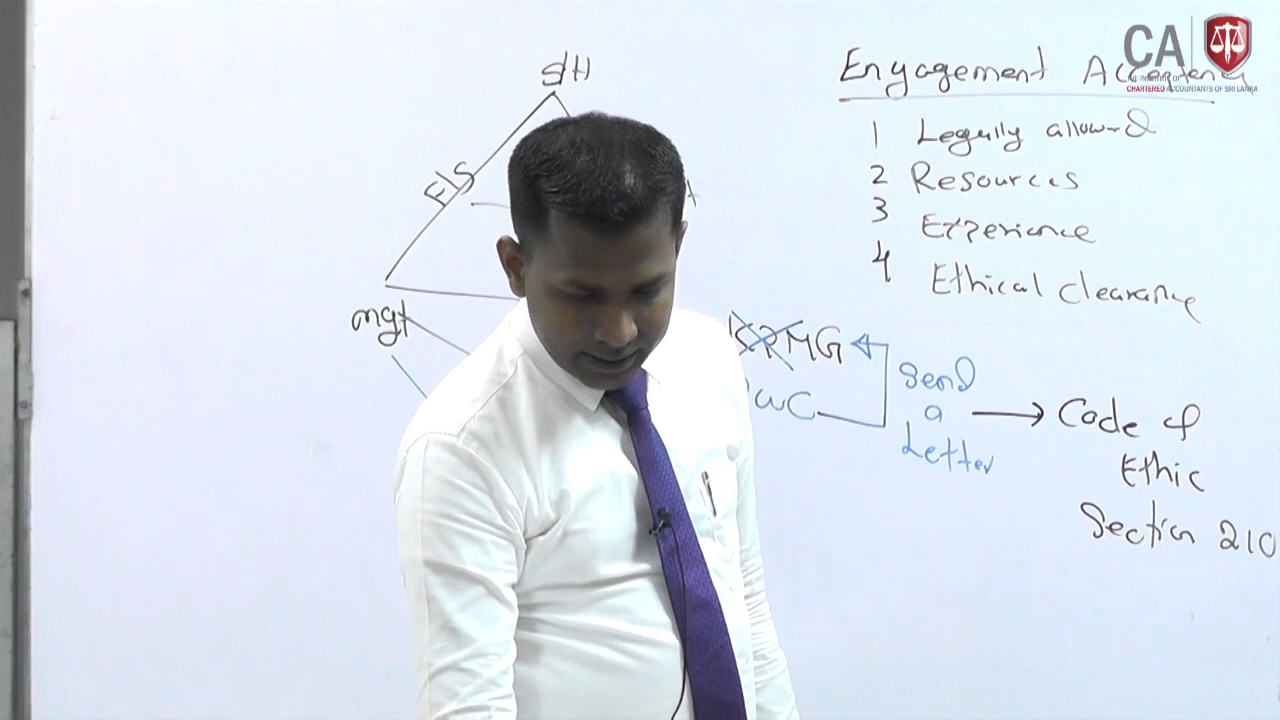 CA
CHARTERED ACCOUNTANTS OF SRI LANKA
S/H
F/S
mgt
Engagement
1 Legally allowed
2 Resources
3 Experience
4 Ethical clearance
KPMG
PwC
Send
a
Letter
Code of
Ethic
Section 210